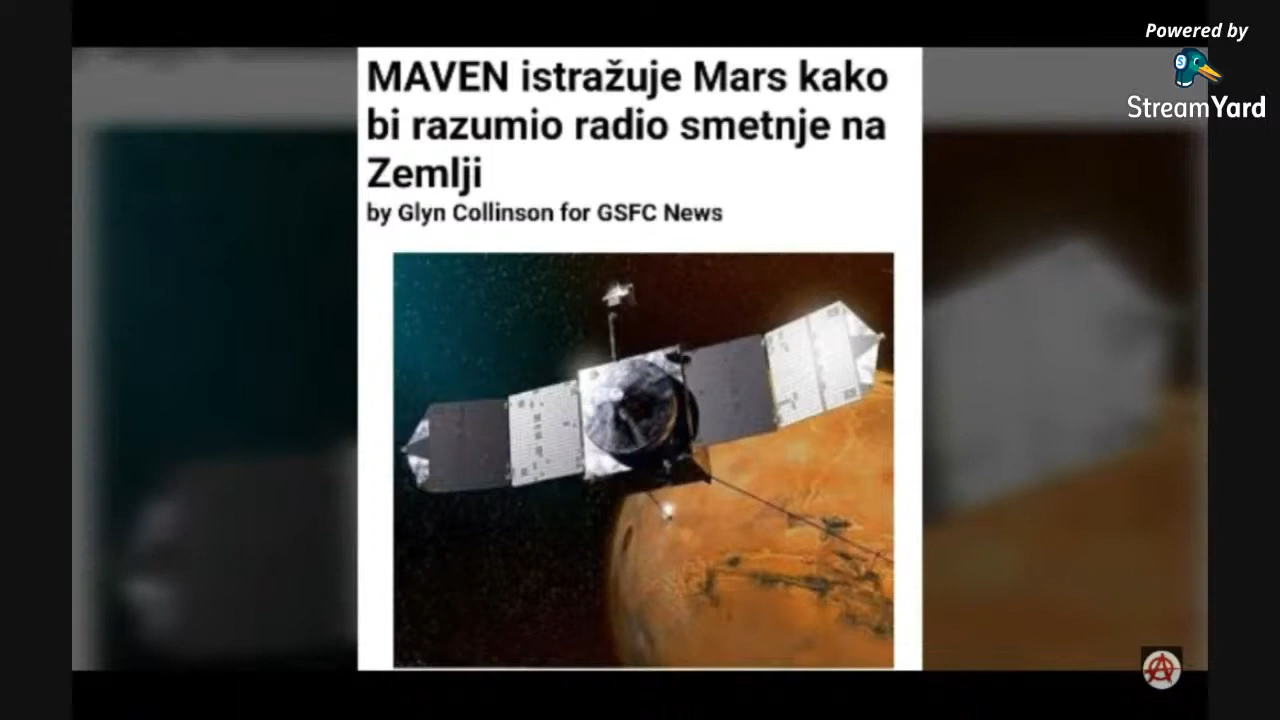 Powered by
StreamYard
MAVEN istražuje Mars kako
bi razumio radio smetnje na
Zemlji
by Glyn Collinson for GSFC News